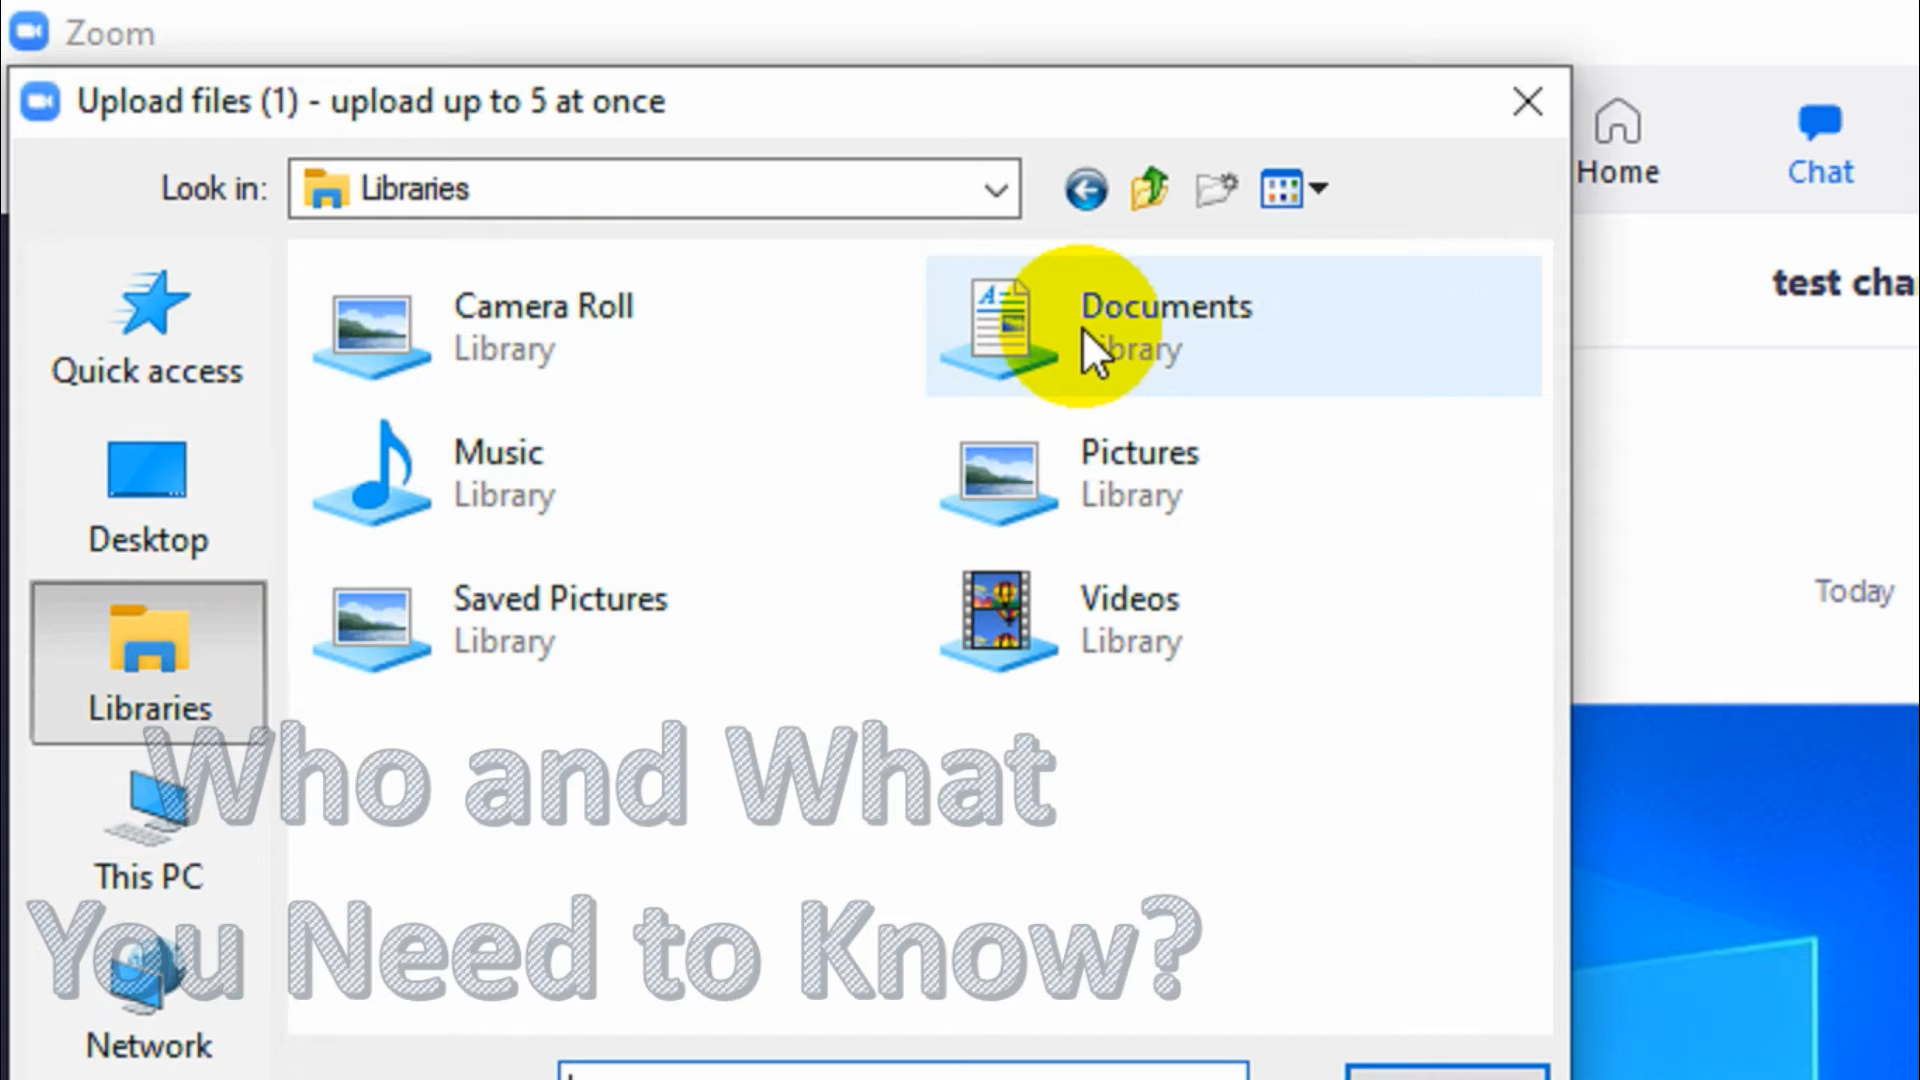 Zoom
Upload files (1) - upload up to 5 at once
Home
Chat
Look in:
Libraries
test cha
Quick access
Camera Roll
Library
Documents
Library
Desktop
Music
Library
Pictures
Library
Libraries
Saved Pictures
Library
Videos
Library
Today
This PC
Network
Who and What
You Need to Know?